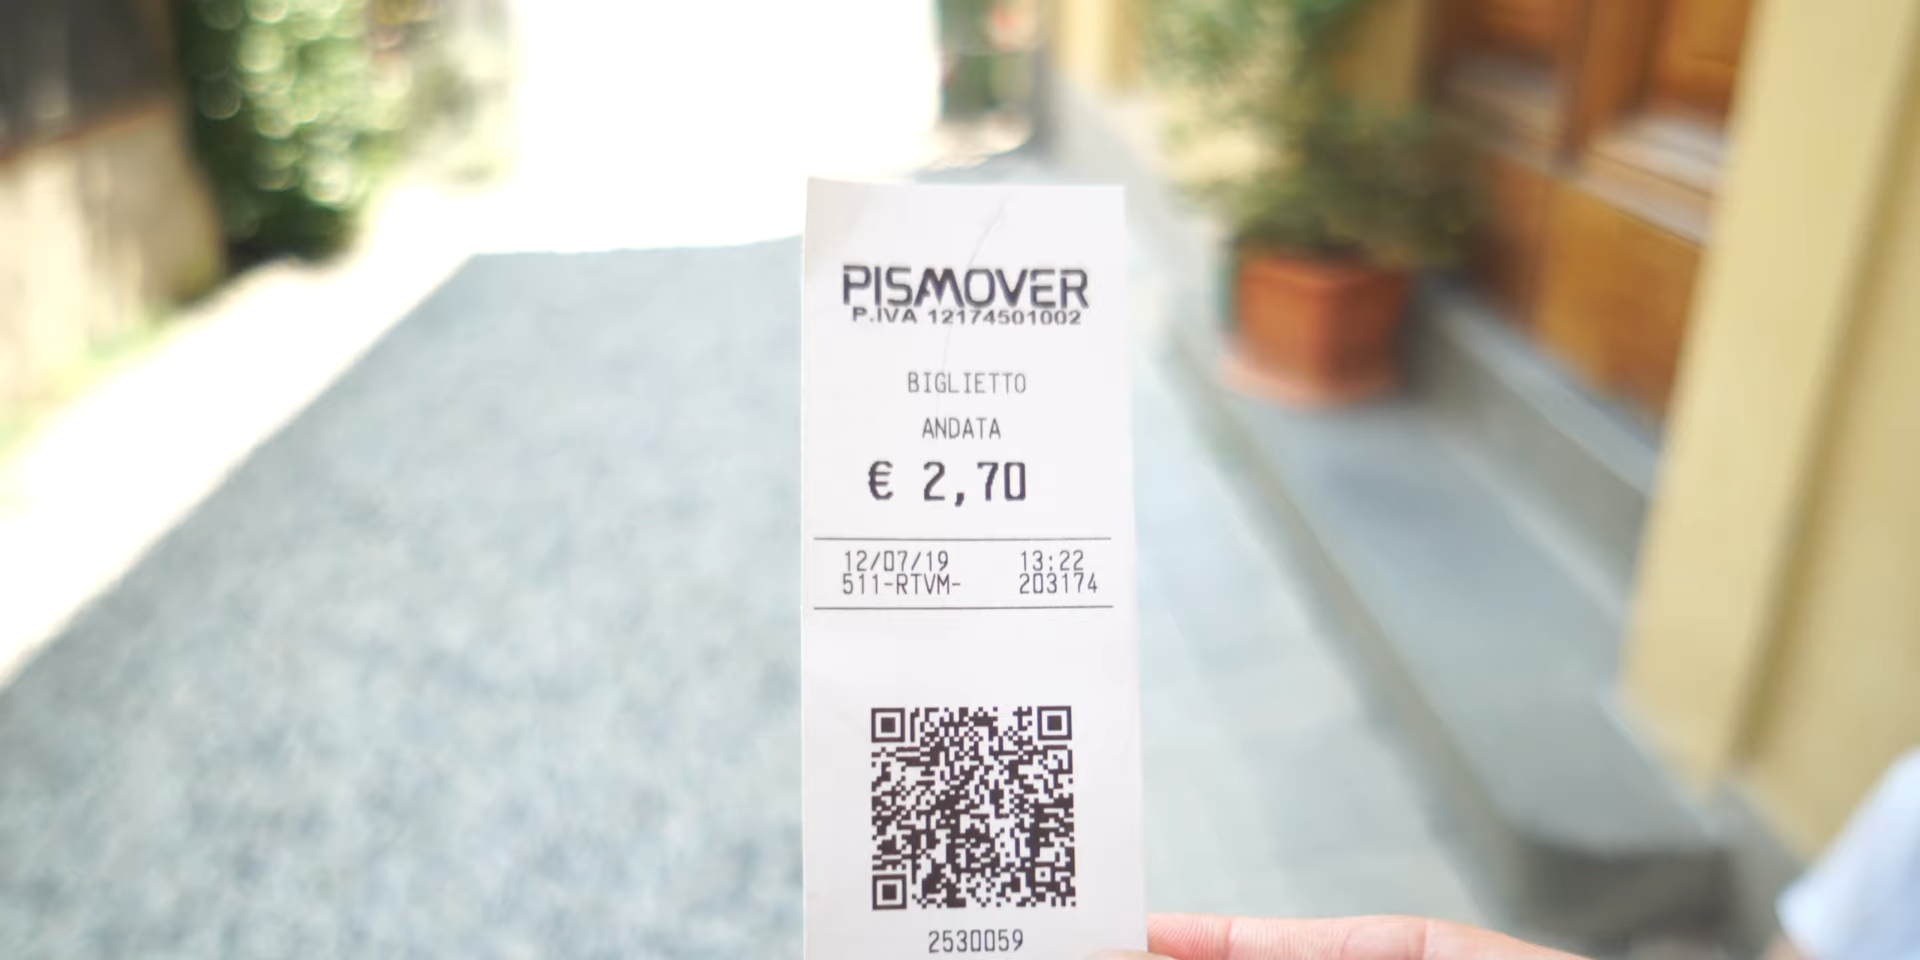 PISAMOVER
P.IVA 12174501002
BIGLIETTO
ANDATA
€ 2,70
12/07/19 13:22
511-RTVM- 203174
2530059